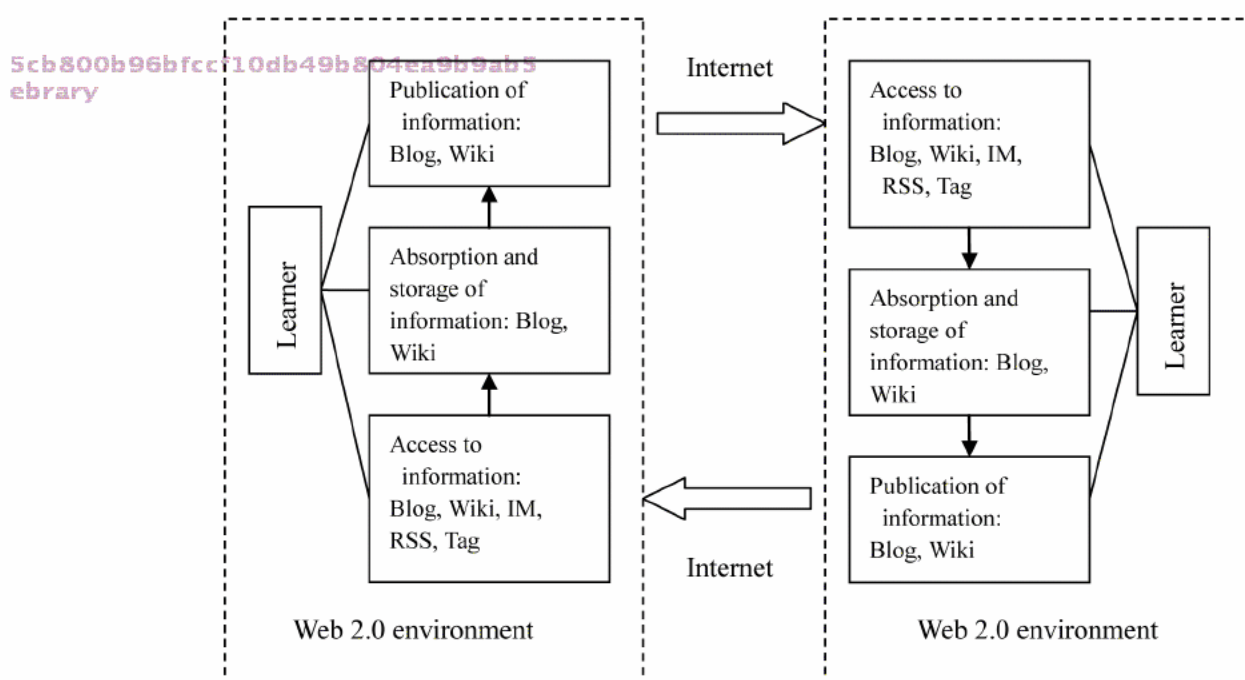 5cb800b96bfccf10db49b804ea9b9ab5
ebrary
Publication of
information:
Blog, Wiki
Learner
Absorption and
storage of
information: Blog,
Wiki
Access to
information:
Blog, Wiki, IM,
RSS, Tag
Web 2.0 environment
Internet
Internet
Access to
information:
Blog, Wiki, IM,
RSS, Tag
Absorption and
storage of
information: Blog,
Wiki
Learner
Publication of
information:
Blog, Wiki
Web 2.0 environment